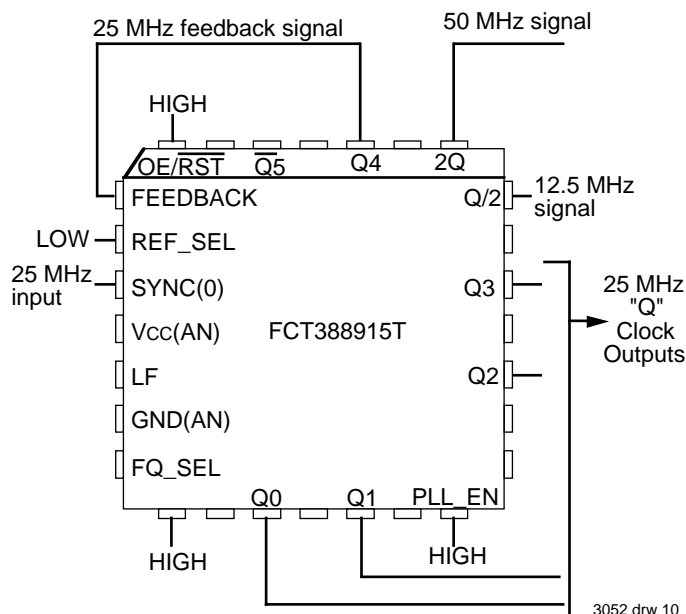 25 MHz feedback signal
50 MHz signal
HIGH
OE/RST
Q5
Q4
2Q
FEEDBACK
Q/2
12.5 MHz
signal
LOW
REF_SEL
25 MHz
input
SYNC(0)
Q3
25 MHz
"Q"
Clock
Outputs
VCC(AN)
FCT388915T
LF
Q2
GND(AN)
FQ_SEL
Q0
Q1
PLL_EN
HIGH
HIGH
3052 drw 10